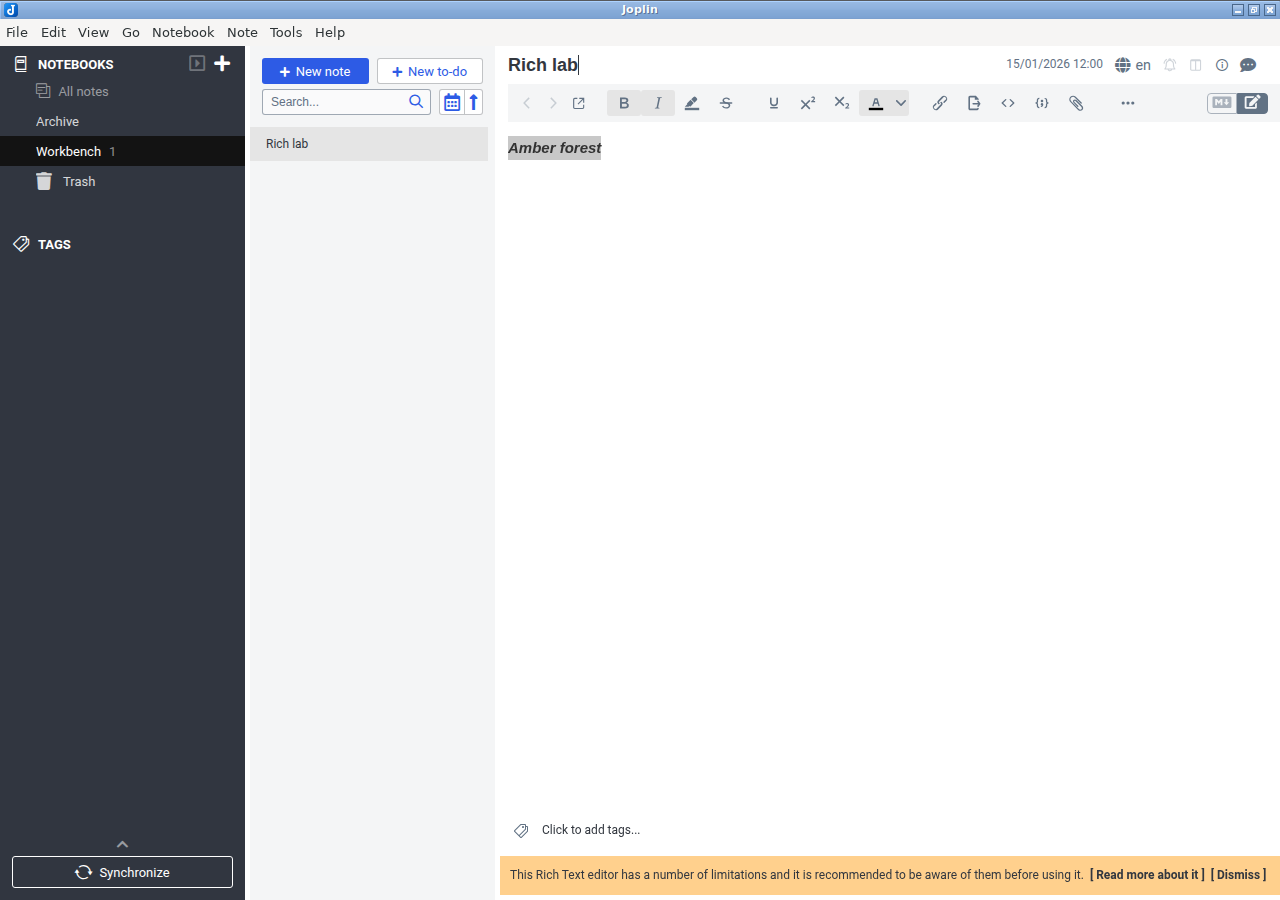 Joplin
File Edit View Go Notebook Note Tools Help
NOTEBOOKS
All notes
Archive
Workbench 1
Trash
TAGS
Synchronize
New note
New to-do
Search...
Rich lab
Rich lab
15/01/2026 12:00
en
B I S U X² X₂ A
M
Amber forest
Click to add tags...
This Rich Text editor has a number of limitations and it is recommended to be aware of them before using it. [ Read more about it ] [ Dismiss ]